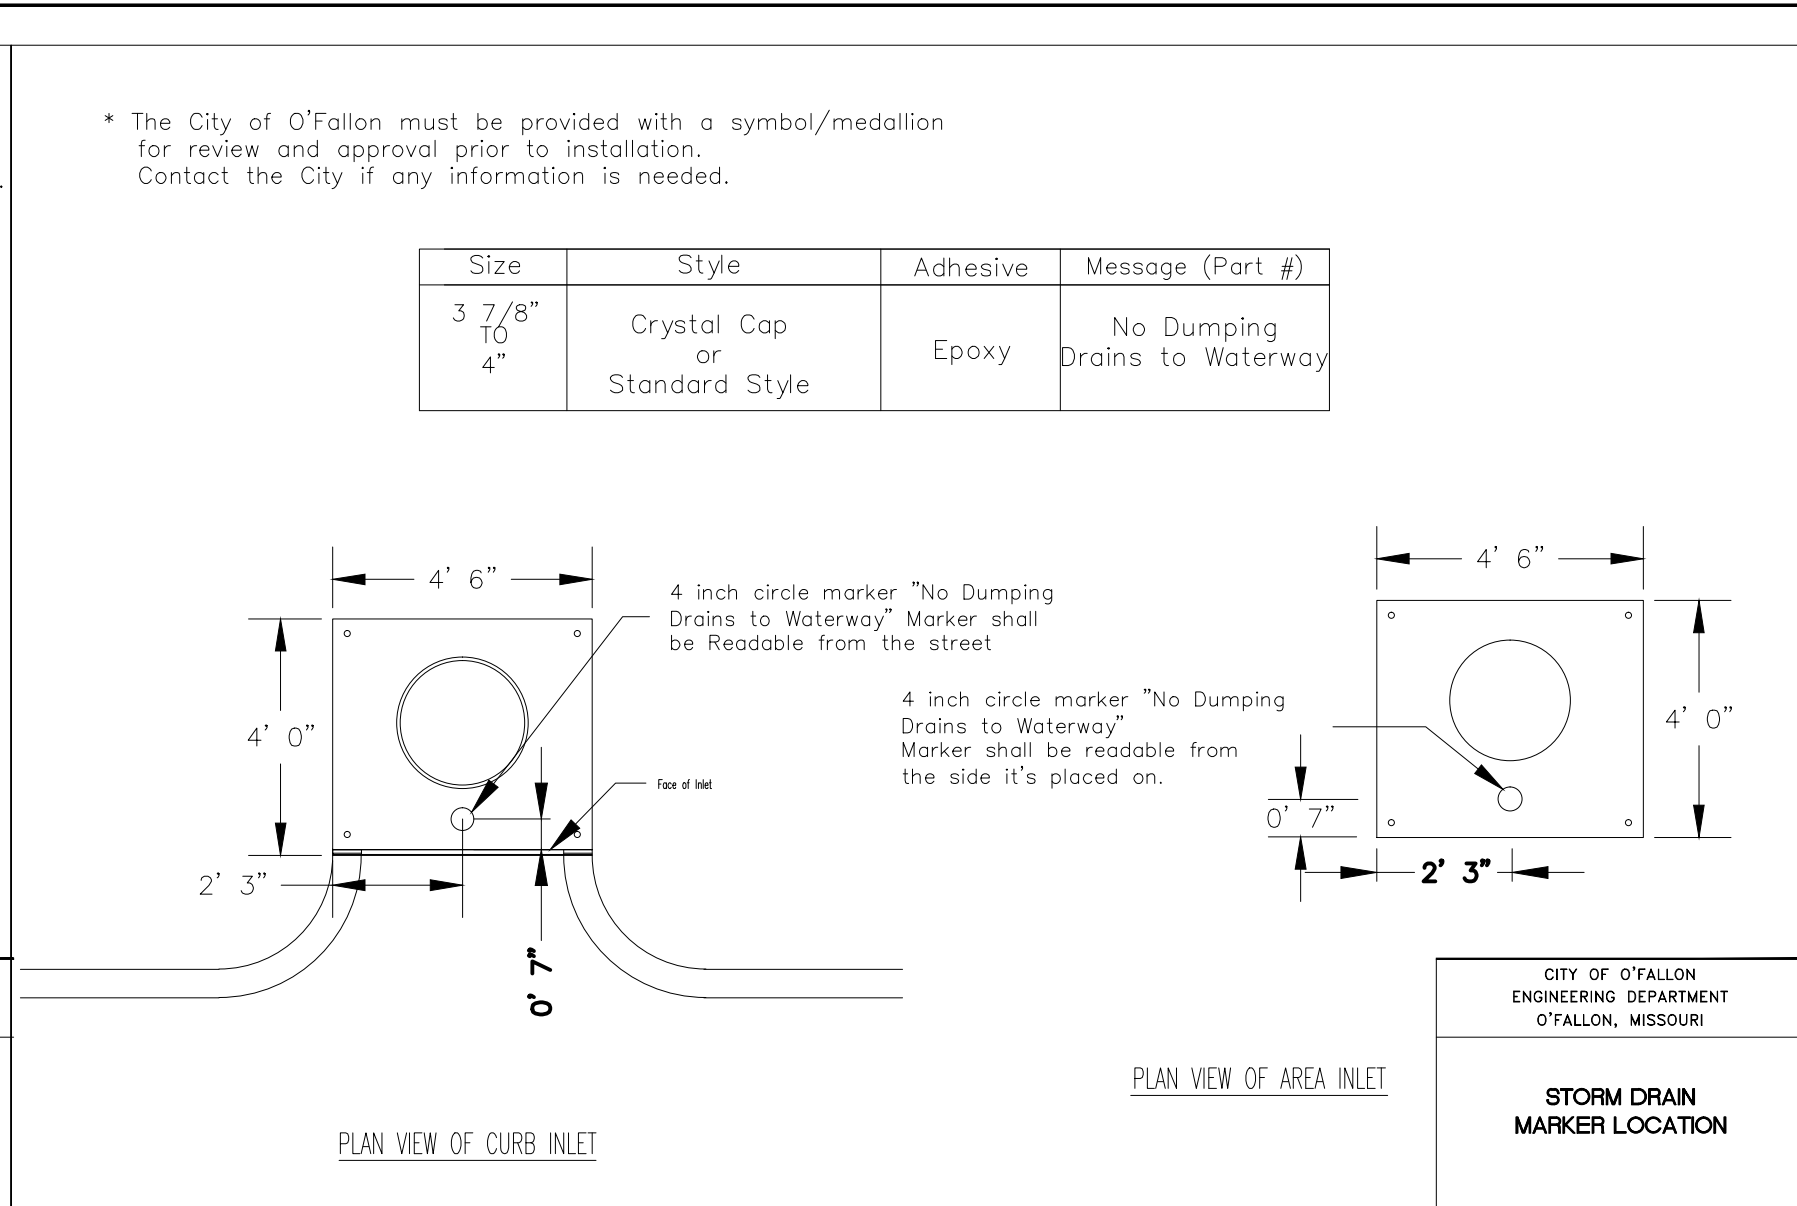 * The City of O'Fallon must be provided with a symbol/medallion
for review and approval prior to installation.
Contact the City if any information is needed.
Size Style Adhesive Message (Part #)
3 7/8"
TO
4"
Crystal Cap
or
Standard Style
Epoxy
No Dumping
Drains to Waterway
4' 6"
4' 0"
2' 3"
0' 7"
4 inch circle marker "No Dumping
Drains to Waterway" Marker shall
be Readable from the street
Face of Inlet
PLAN VIEW OF CURB INLET
4 inch circle marker "No Dumping
Drains to Waterway"
Marker shall be readable from
the side it's placed on.
4' 6"
4' 0"
0' 7"
2' 3"
PLAN VIEW OF AREA INLET
CITY OF O'FALLON
ENGINEERING DEPARTMENT
O'FALLON, MISSOURI
STORM DRAIN
MARKER LOCATION